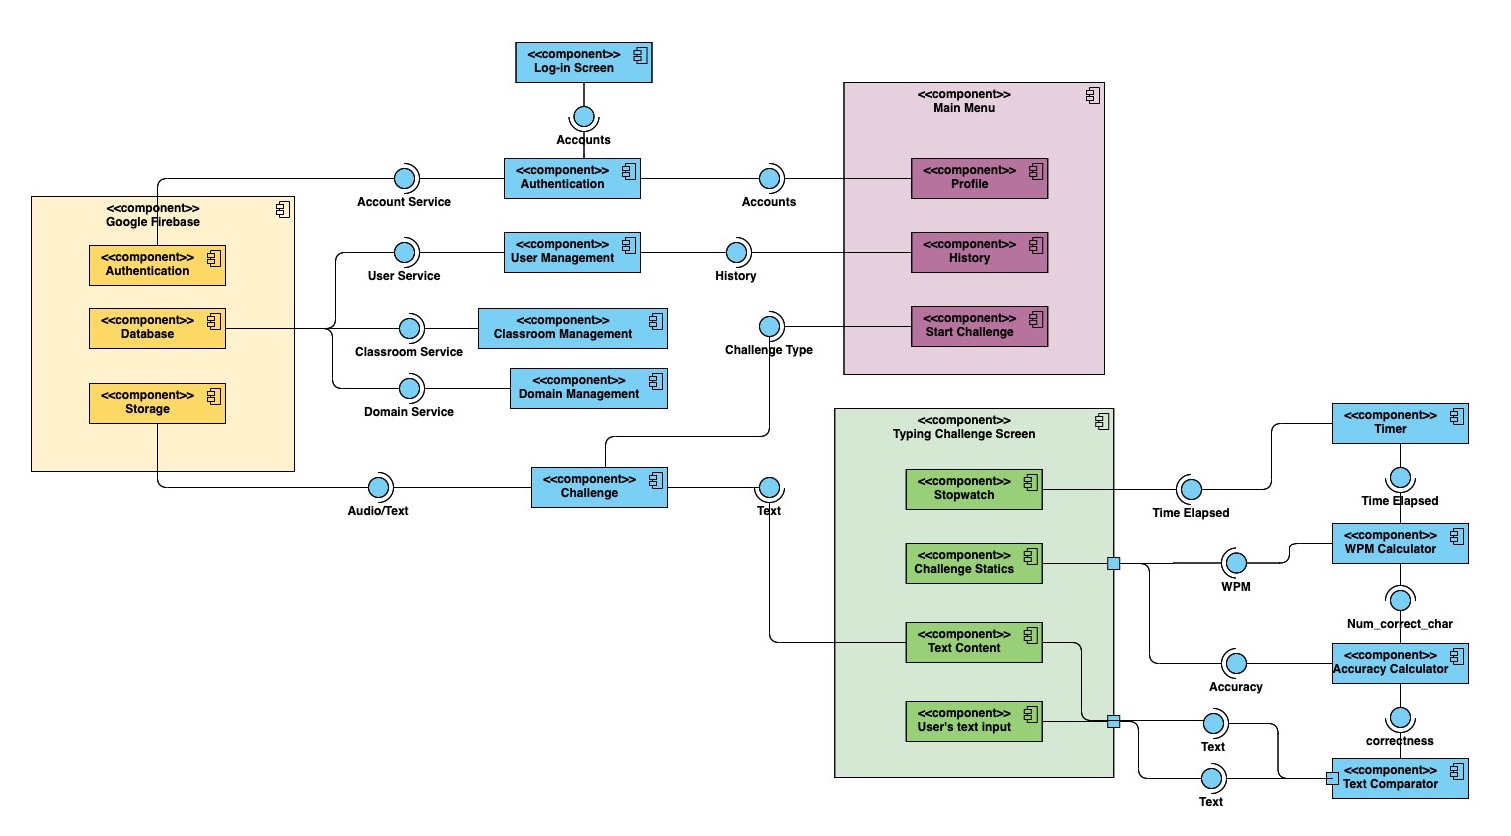 <<component>>
Log-in Screen
Accounts
<<component>>
Main Menu
<<component>>
Authentication
Account Service
Accounts
<<component>>
Profile
<<component>>
Google Firebase
<<component>>
Authentication
User Service
<<component>>
User Management
History
<<component>>
History
<<component>>
Database
Classroom Service
<<component>>
Classroom Management
Challenge Type
<<component>>
Start Challenge
Domain Service
<<component>>
Domain Management
<<component>>
Storage
Audio/Text
<<component>>
Challenge
Text
<<component>>
Typing Challenge Screen
<<component>>
Stopwatch
Time Elapsed
<<component>>
Timer
Time Elapsed
<<component>>
Challenge Statics
WPM
<<component>>
WPM Calculator
Num_correct_char
<<component>>
Text Content
Accuracy
<<component>>
Accuracy Calculator
correctness
<<component>>
User's text input
Text
Text
<<component>>
Text Comparator